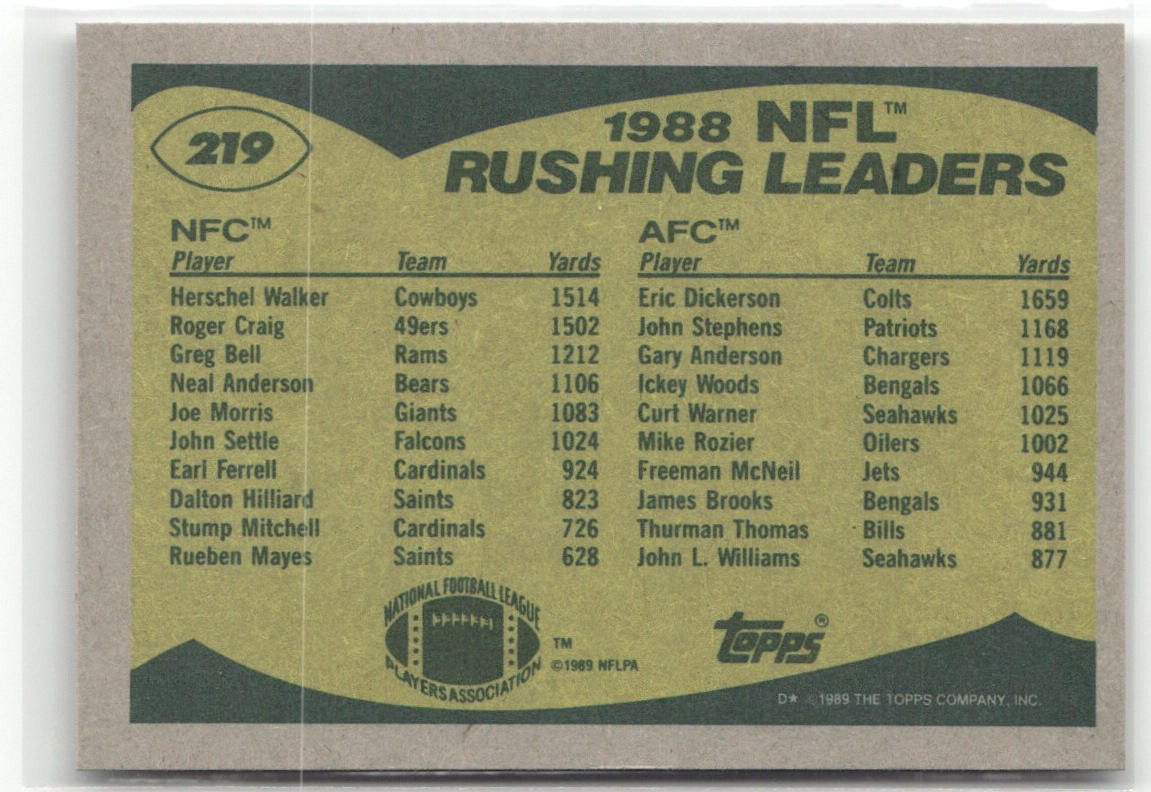 219
1988 NFL™
RUSHING LEADERS
NFC™
Player Team Yards
Herschel Walker Cowboys 1514
Roger Craig 49ers 1502
Greg Bell Rams 1212
Neal Anderson Bears 1106
Joe Morris Giants 1083
John Settle Falcons 1024
Earl Ferrell Cardinals 924
Dalton Hilliard Saints 823
Stump Mitchell Cardinals 726
Rueben Mayes Saints 628
AFC™
Player Team Yards
Eric Dickerson Colts 1659
John Stephens Patriots 1168
Gary Anderson Chargers 1119
Ickey Woods Bengals 1066
Curt Warner Seahawks 1025
Mike Rozier Oilers 1002
Freeman McNeil Jets 944
James Brooks Bengals 931
Thurman Thomas Bills 881
John L. Williams Seahawks 877
NATIONAL FOOTBALL LEAGUE
PLAYERS ASSOCIATION
™
©1989 NFLPA
topps®
D★ ©1989 THE TOPPS COMPANY, INC.